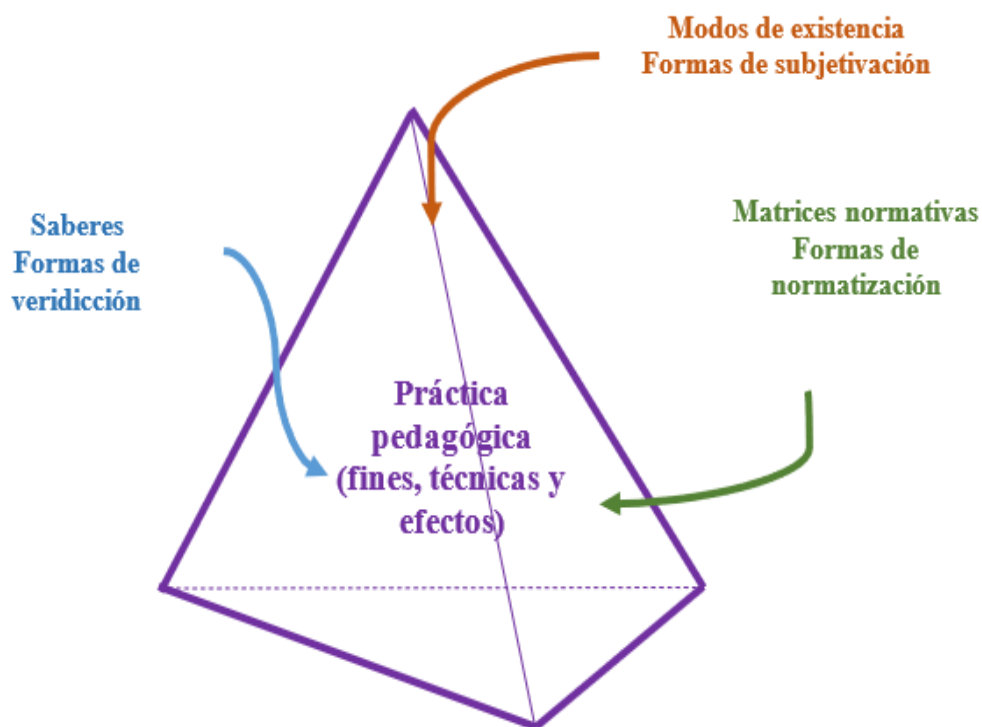 Modos de existencia
Formas de subjetivación
Saberes
Formas de
veridicción
Matrices normativas
Formas de
normatización
Práctica
pedagógica
(fines, técnicas y
efectos)